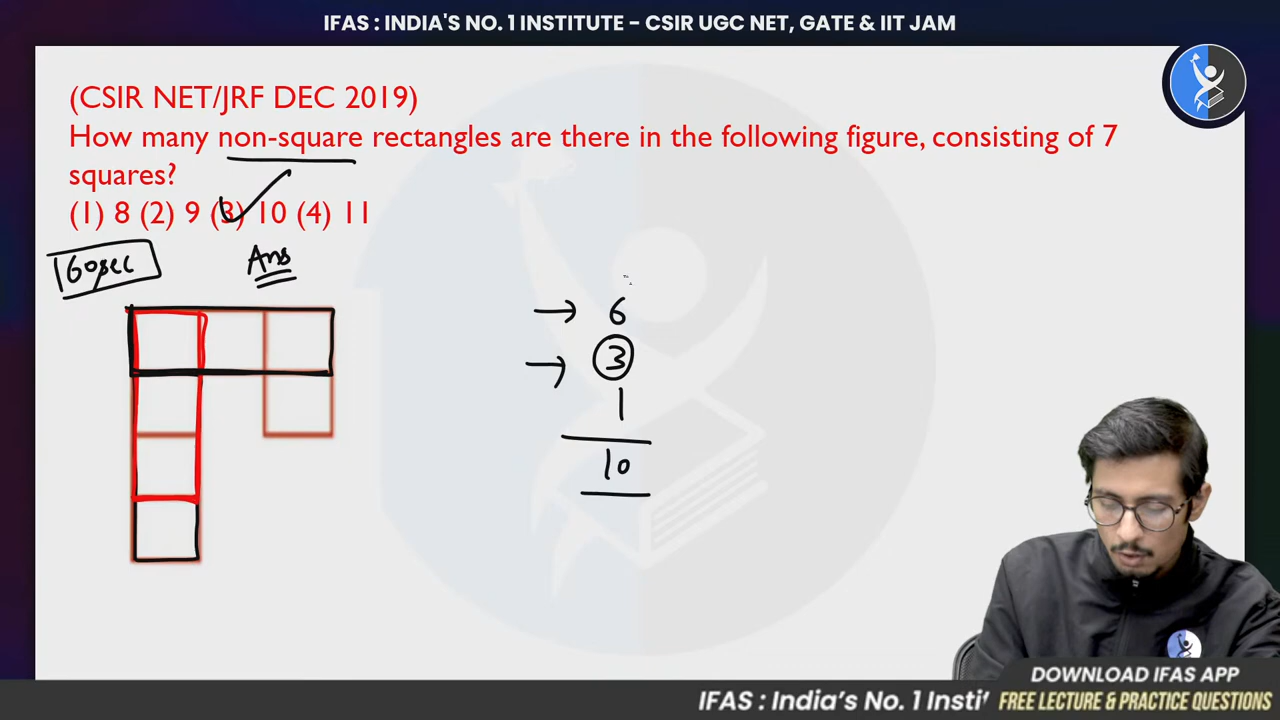 IFAS : INDIA'S NO. 1 INSTITUTE – CSIR UGC NET, GATE & IIT JAM
(CSIR NET/JRF DEC 2019)
How many non-square rectangles are there in the following figure, consisting of 7
squares?
(1) 8 (2) 9 (3) 10 (4) 11
60sec
Ans
→ 6
→ 3
1
10
DOWNLOAD IFAS APP
IFAS : India's No. 1 Insti'
FREE LECTURE & PRACTICE QUESTIONS